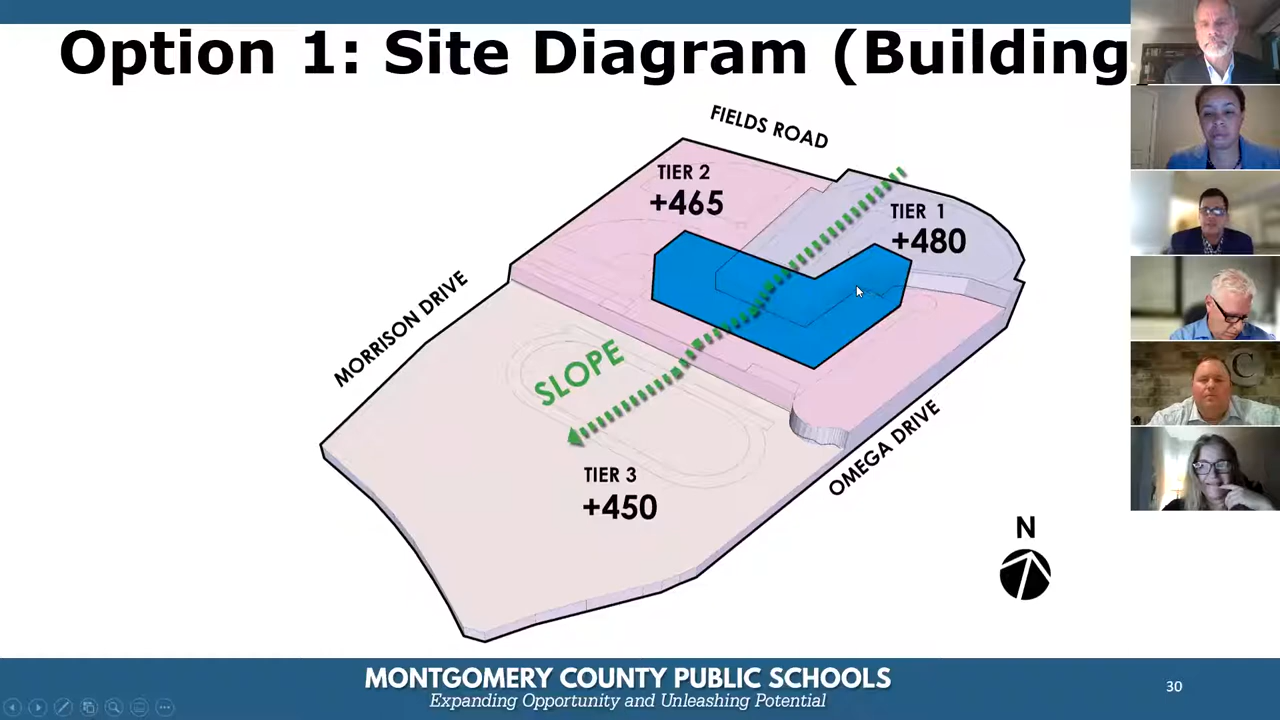 Option 1: Site Diagram (Building
FIELDS ROAD
TIER 2
+465
TIER 1
+480
MORRISON DRIVE
SLOPE
OMEGA DRIVE
TIER 3
+450
N
C
MONTGOMERY COUNTY PUBLIC SCHOOLS
Expanding Opportunity and Unleashing Potential
30